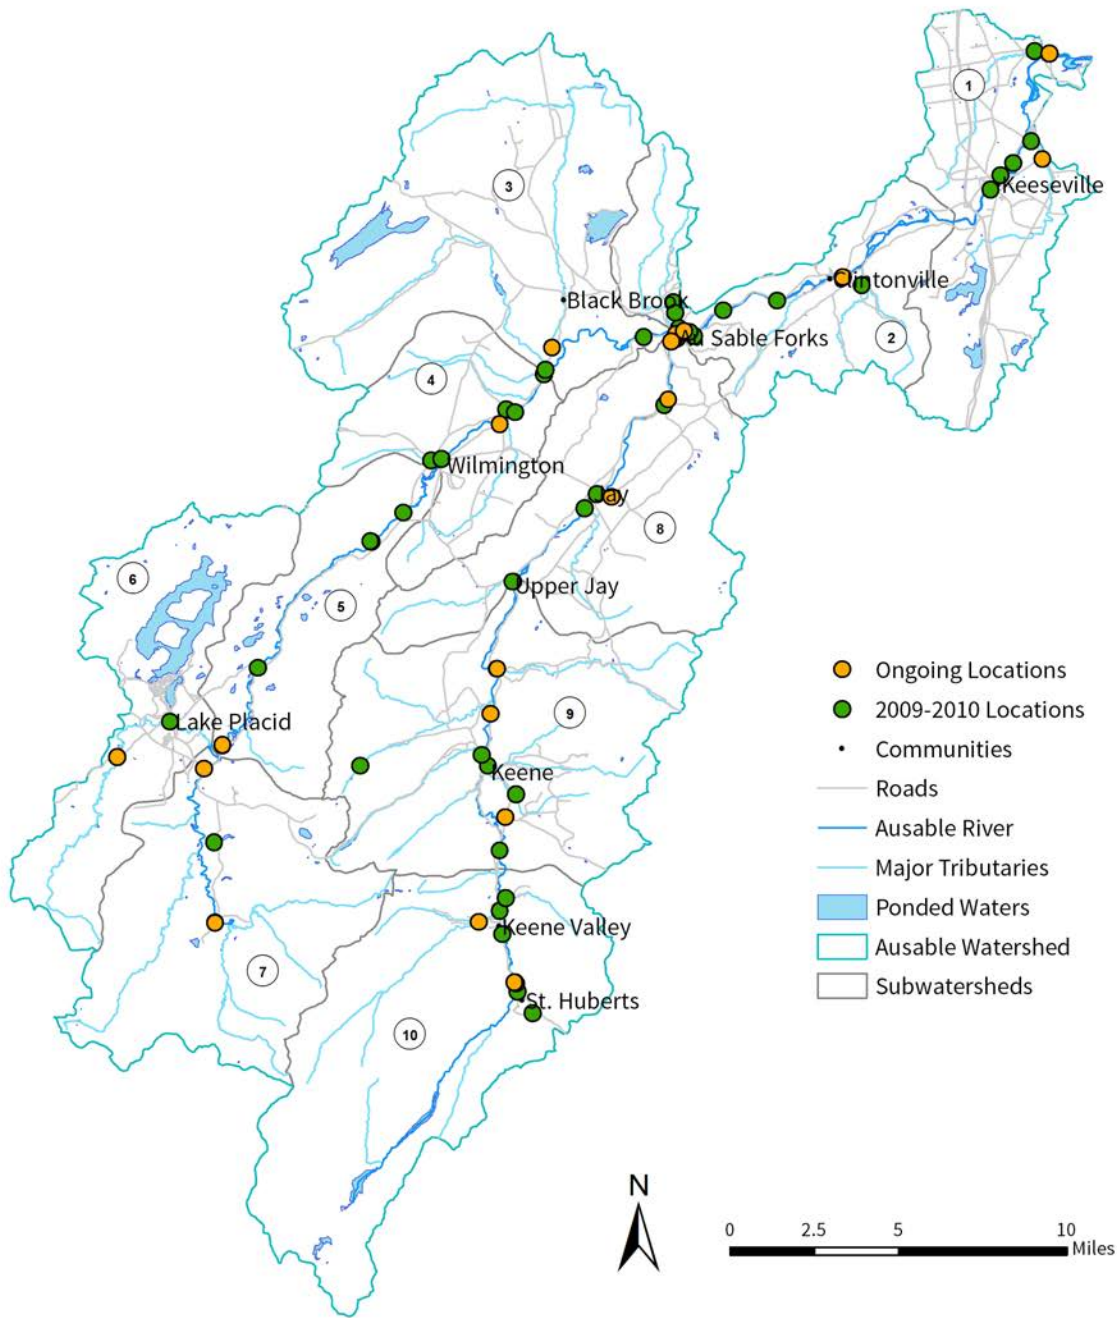 1
Keeseville
3
Clintonville
Black Brook
Au Sable Forks
2
4
Wilmington
Jay
8
6
5
Upper Jay
Ongoing Locations
2009-2010 Locations
9
Lake Placid
Communities
Keene
Roads
Ausable River
Major Tributaries
Ponded Waters
Keene Valley
Ausable Watershed
7
Subwatersheds
St. Huberts
10
N
0 2.5 5 10
Miles